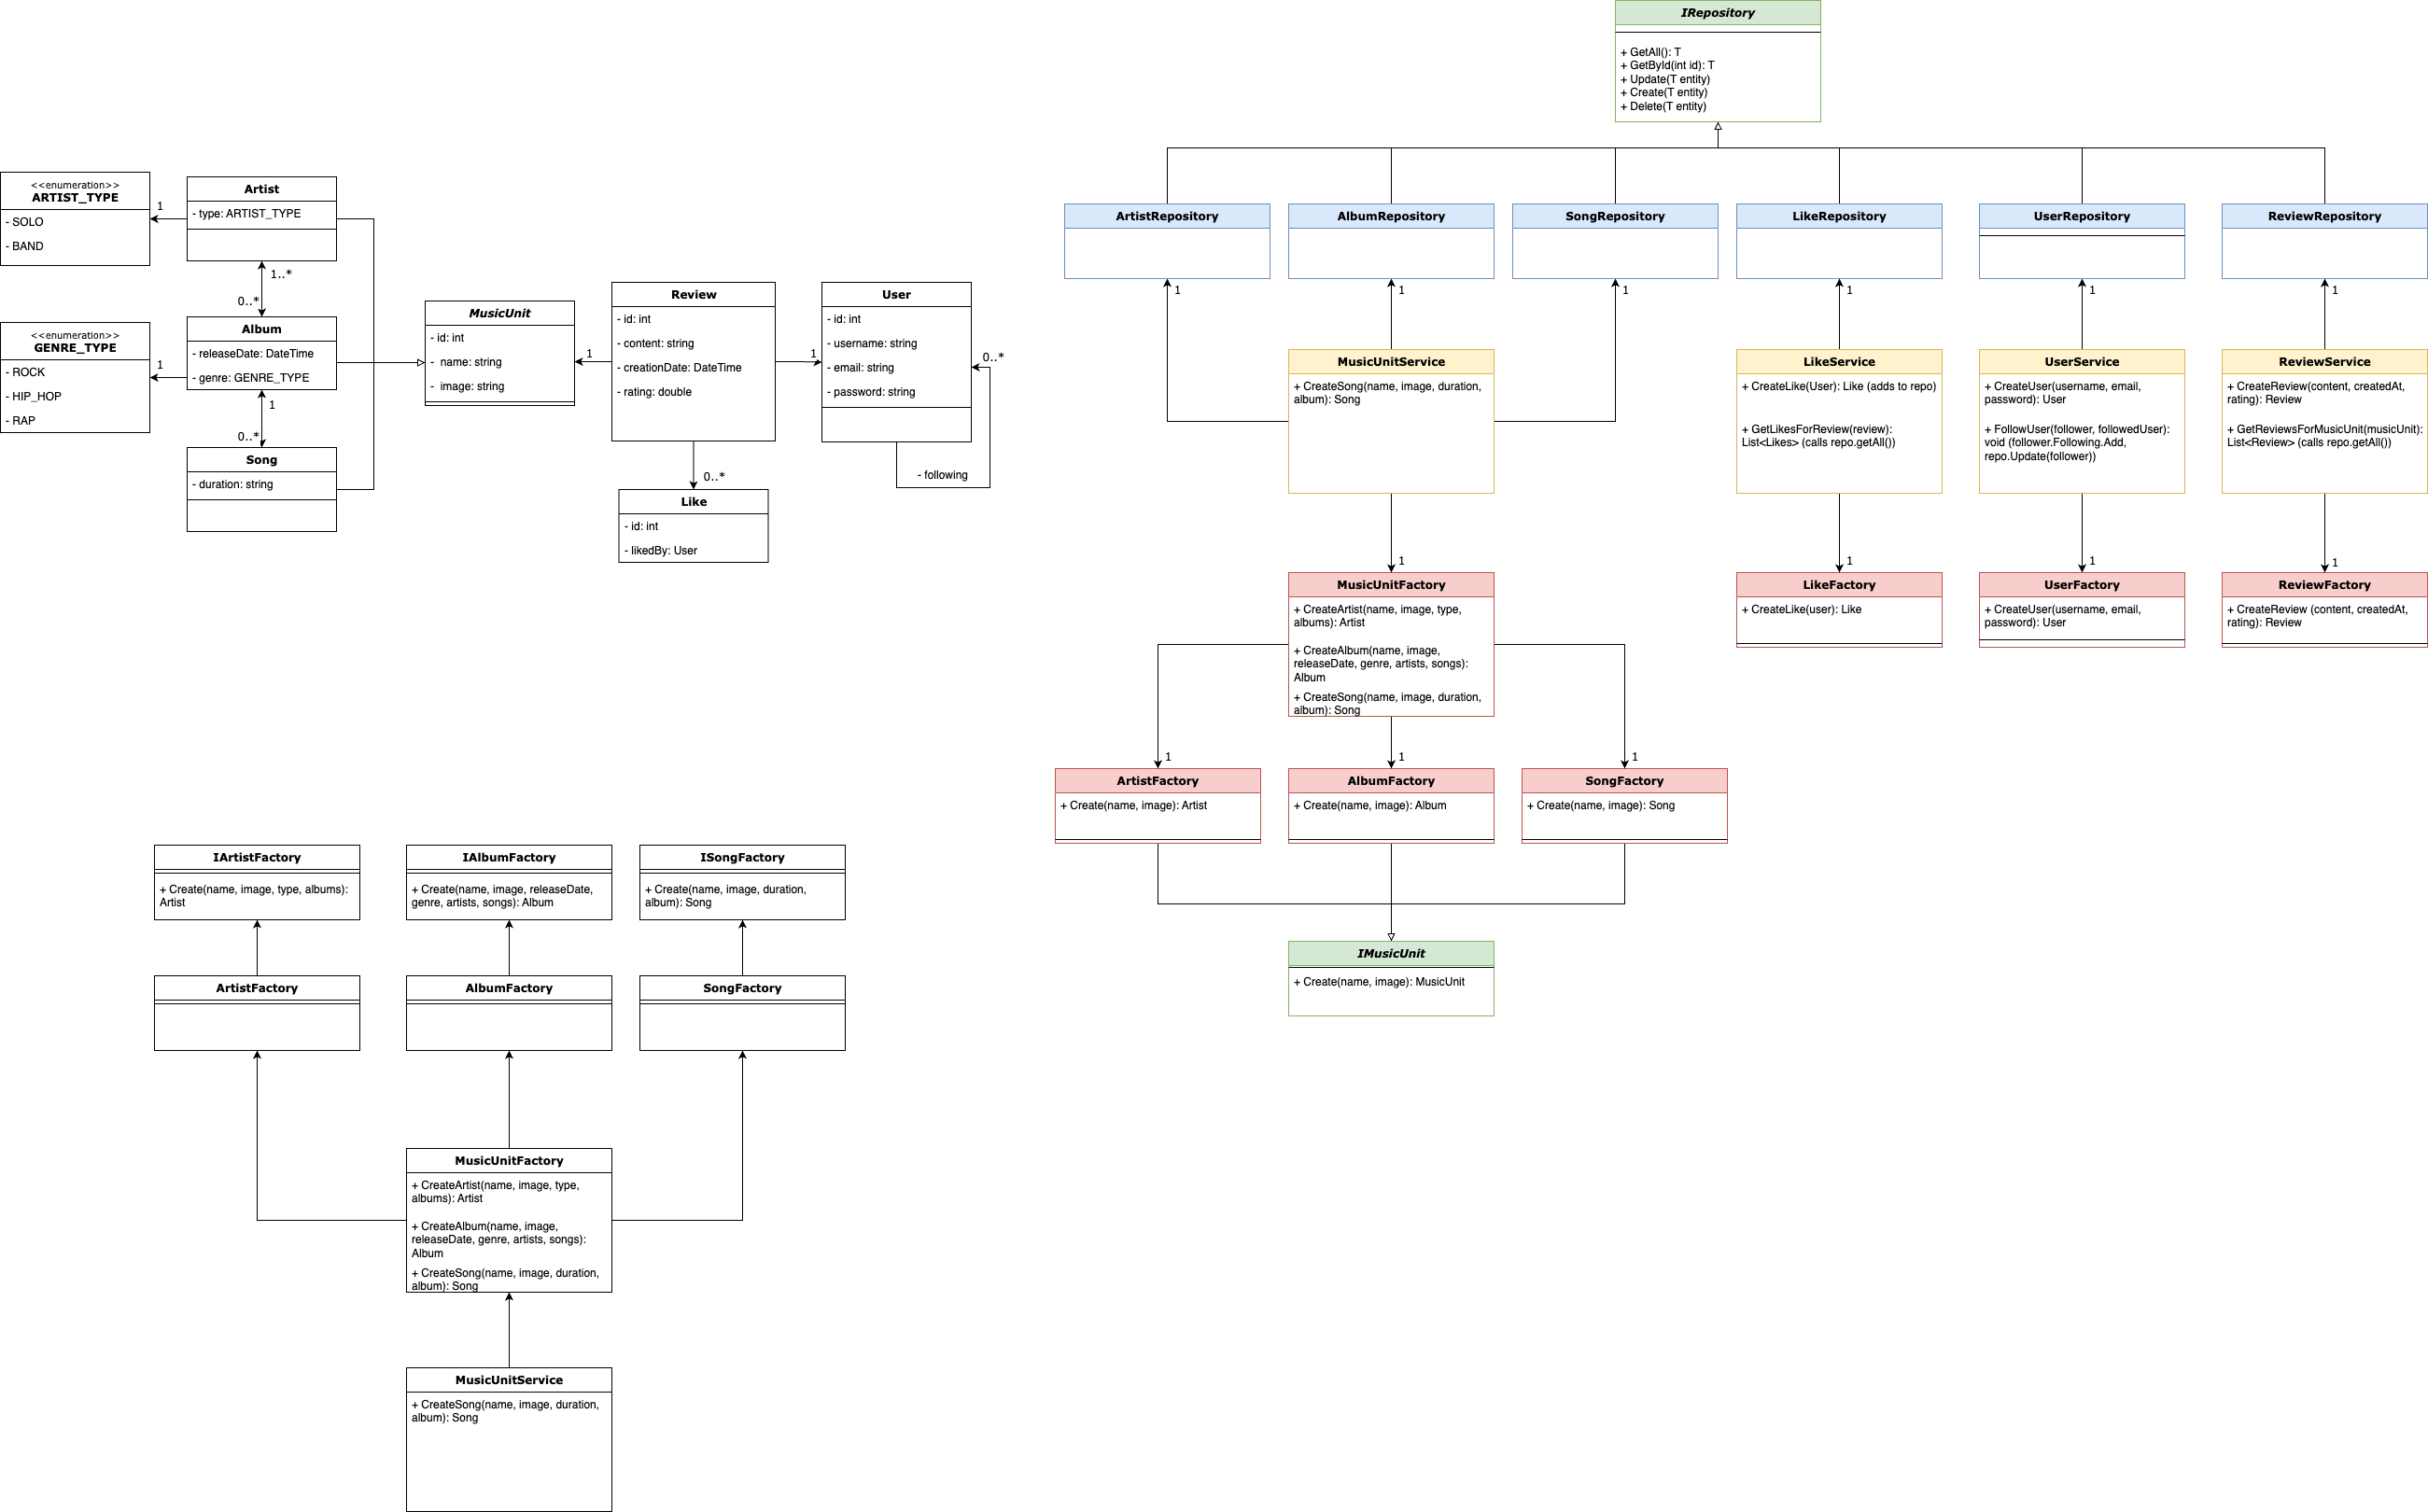 IRepository
+ GetAll(): T
+ GetById(int id): T
+ Update(T entity)
+ Create(T entity)
+ Delete(T entity)
<<enumeration>>
ARTIST_TYPE
- SOLO
- BAND
1
Artist
- type: ARTIST_TYPE
1..*
0..*
<<enumeration>>
GENRE_TYPE
- ROCK
- HIP_HOP
- RAP
1
Album
- releaseDate: DateTime
- genre: GENRE_TYPE
1
0..*
Song
- duration: string
MusicUnit
- id: int
- name: string
- image: string
1
Review
- id: int
- content: string
- creationDate: DateTime
- rating: double
1
User
- id: int
- username: string
- email: string
- password: string
0..*
- following
0..*
Like
- id: int
- likedBy: User
ArtistRepository
AlbumRepository
SongRepository
LikeRepository
UserRepository
ReviewRepository
1
1
1
1
1
1
MusicUnitService
+ CreateSong(name, image, duration,
album): Song
LikeService
+ CreateLike(User): Like (adds to repo)
+ GetLikesForReview(review):
List<Likes> (calls repo.getAll())
UserService
+ CreateUser(username, email,
password): User
+ FollowUser(follower, followedUser):
void (follower.Following.Add,
repo.Update(follower))
ReviewService
+ CreateReview(content, createdAt,
rating): Review
+ GetReviewsForMusicUnit(musicUnit):
List<Review> (calls repo.getAll())
1
1
1
1
MusicUnitFactory
+ CreateArtist(name, image, type,
albums): Artist
+ CreateAlbum(name, image,
releaseDate, genre, artists, songs):
Album
+ CreateSong(name, image, duration,
album): Song
LikeFactory
+ CreateLike(user): Like
UserFactory
+ CreateUser(username, email,
password): User
ReviewFactory
+ CreateReview (content, createdAt,
rating): Review
1
1
1
ArtistFactory
+ Create(name, image): Artist
AlbumFactory
+ Create(name, image): Album
SongFactory
+ Create(name, image): Song
IMusicUnit
+ Create(name, image): MusicUnit
IArtistFactory
+ Create(name, image, type, albums):
Artist
IAlbumFactory
+ Create(name, image, releaseDate,
genre, artists, songs): Album
ISongFactory
+ Create(name, image, duration,
album): Song
ArtistFactory
AlbumFactory
SongFactory
MusicUnitFactory
+ CreateArtist(name, image, type,
albums): Artist
+ CreateAlbum(name, image,
releaseDate, genre, artists, songs):
Album
+ CreateSong(name, image, duration,
album): Song
MusicUnitService
+ CreateSong(name, image, duration,
album): Song